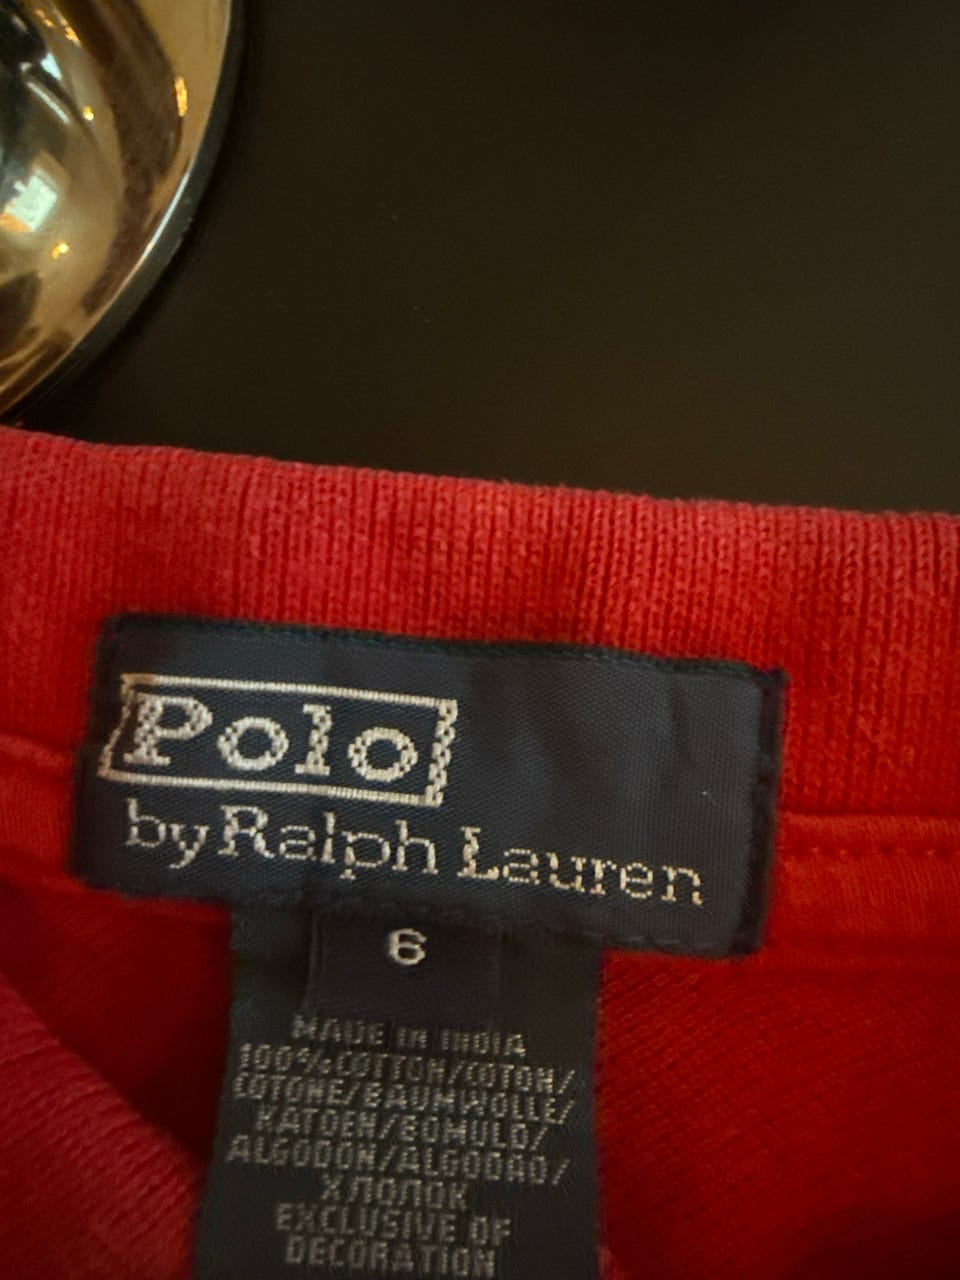 Polo
by Ralph Lauren
6
MADE IN INDIA
100% COTTON/COTON/
COTONE/BAUMWOLLE/
KATOEN/BOMULD/
ALGODON/ALGODAO/
ХЛОПОК
EXCLUSIVE OF
DECORATION